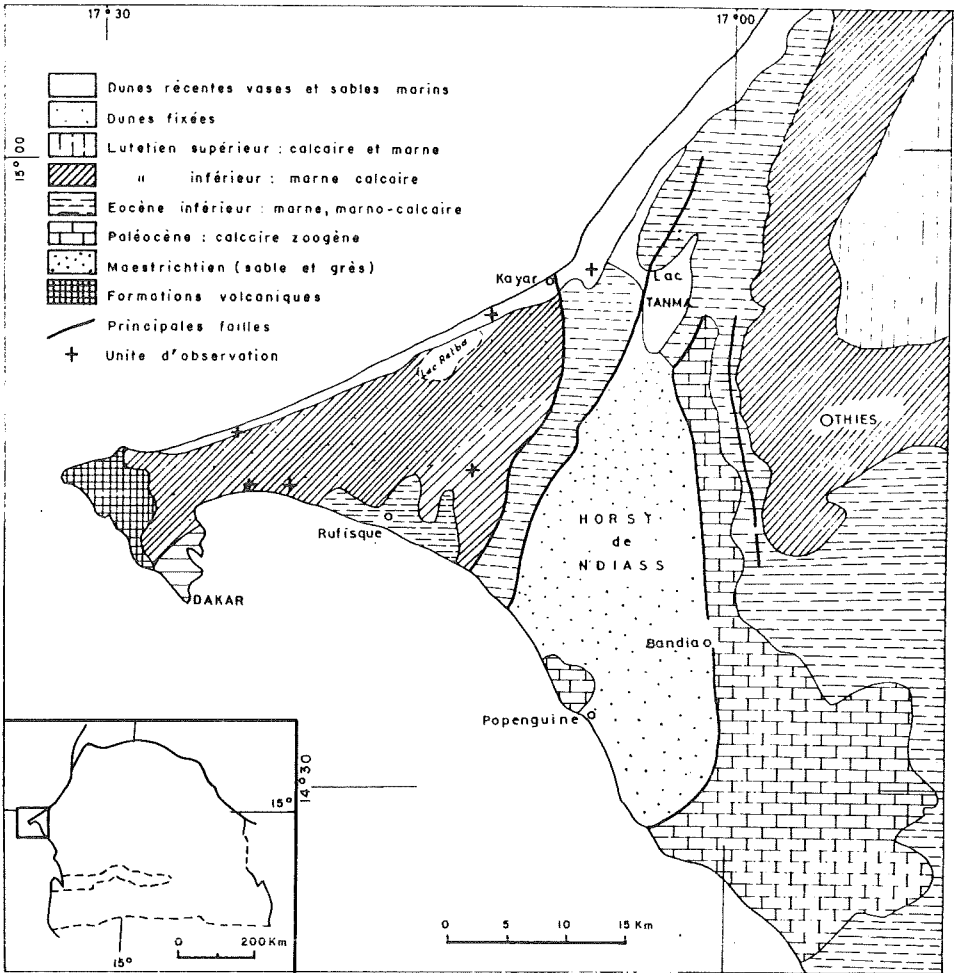 17°30
17°00
Dunes récentes vases et sables marins
Dunes fixées
15°00
Lutetien supérieur : calcaire et marne
" inférieur : marne calcaire
Eocène inférieur : marne, marno-calcaire
Paléocène : calcaire zoogène
Maestrichtien (sable et grès)
Formations volcaniques
Principales failles
Unite d'observation
Kayar
Lac
TANMA
Lac Retba
THIES
Rufisque
HORST
de
NDIASS
DAKAR
Bandia
Popenguine
14°30
15°
15°
0 200 Km
0 5 10 15 Km